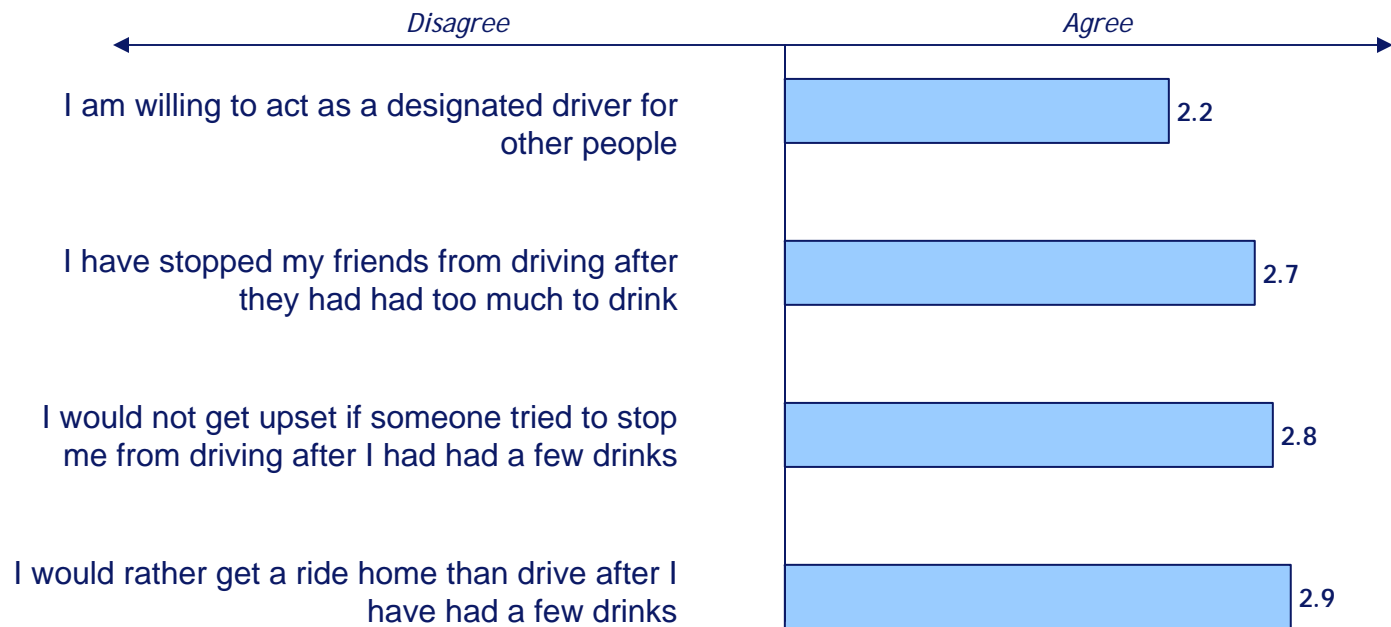 Disagree
Agree
I am willing to act as a designated driver for
other people
2.2
I have stopped my friends from driving after
they had had too much to drink
2.7
I would not get upset if someone tried to stop
me from driving after I had had a few drinks
2.8
I would rather get a ride home than drive after I
have had a few drinks
2.9